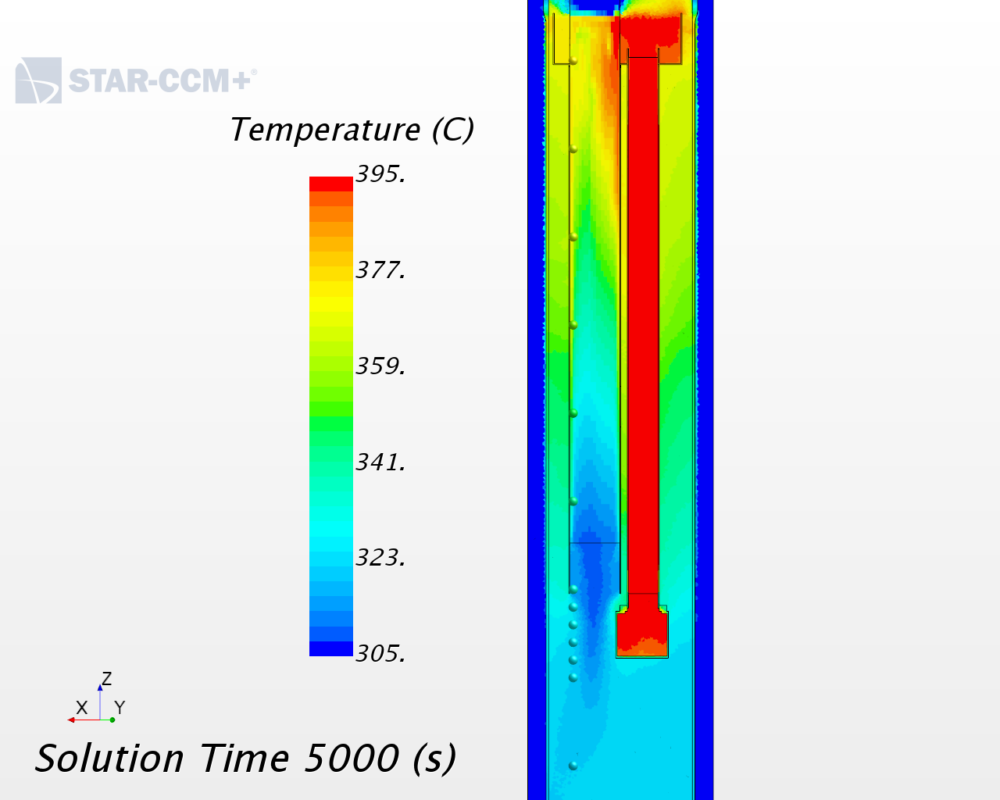 STAR-CCM+®
Temperature (C)
395.
377.
359.
341.
323.
305.
Z
X
Y
Solution Time 5000 (s)